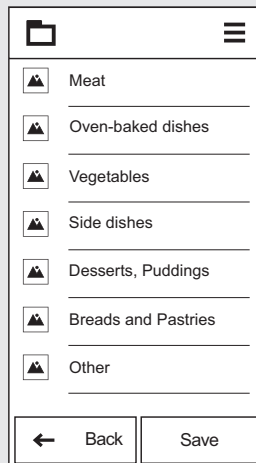 Meat
Oven-baked dishes
Vegetables
Side dishes
Desserts, Puddings
Breads and Pastries
Other
Back
Save